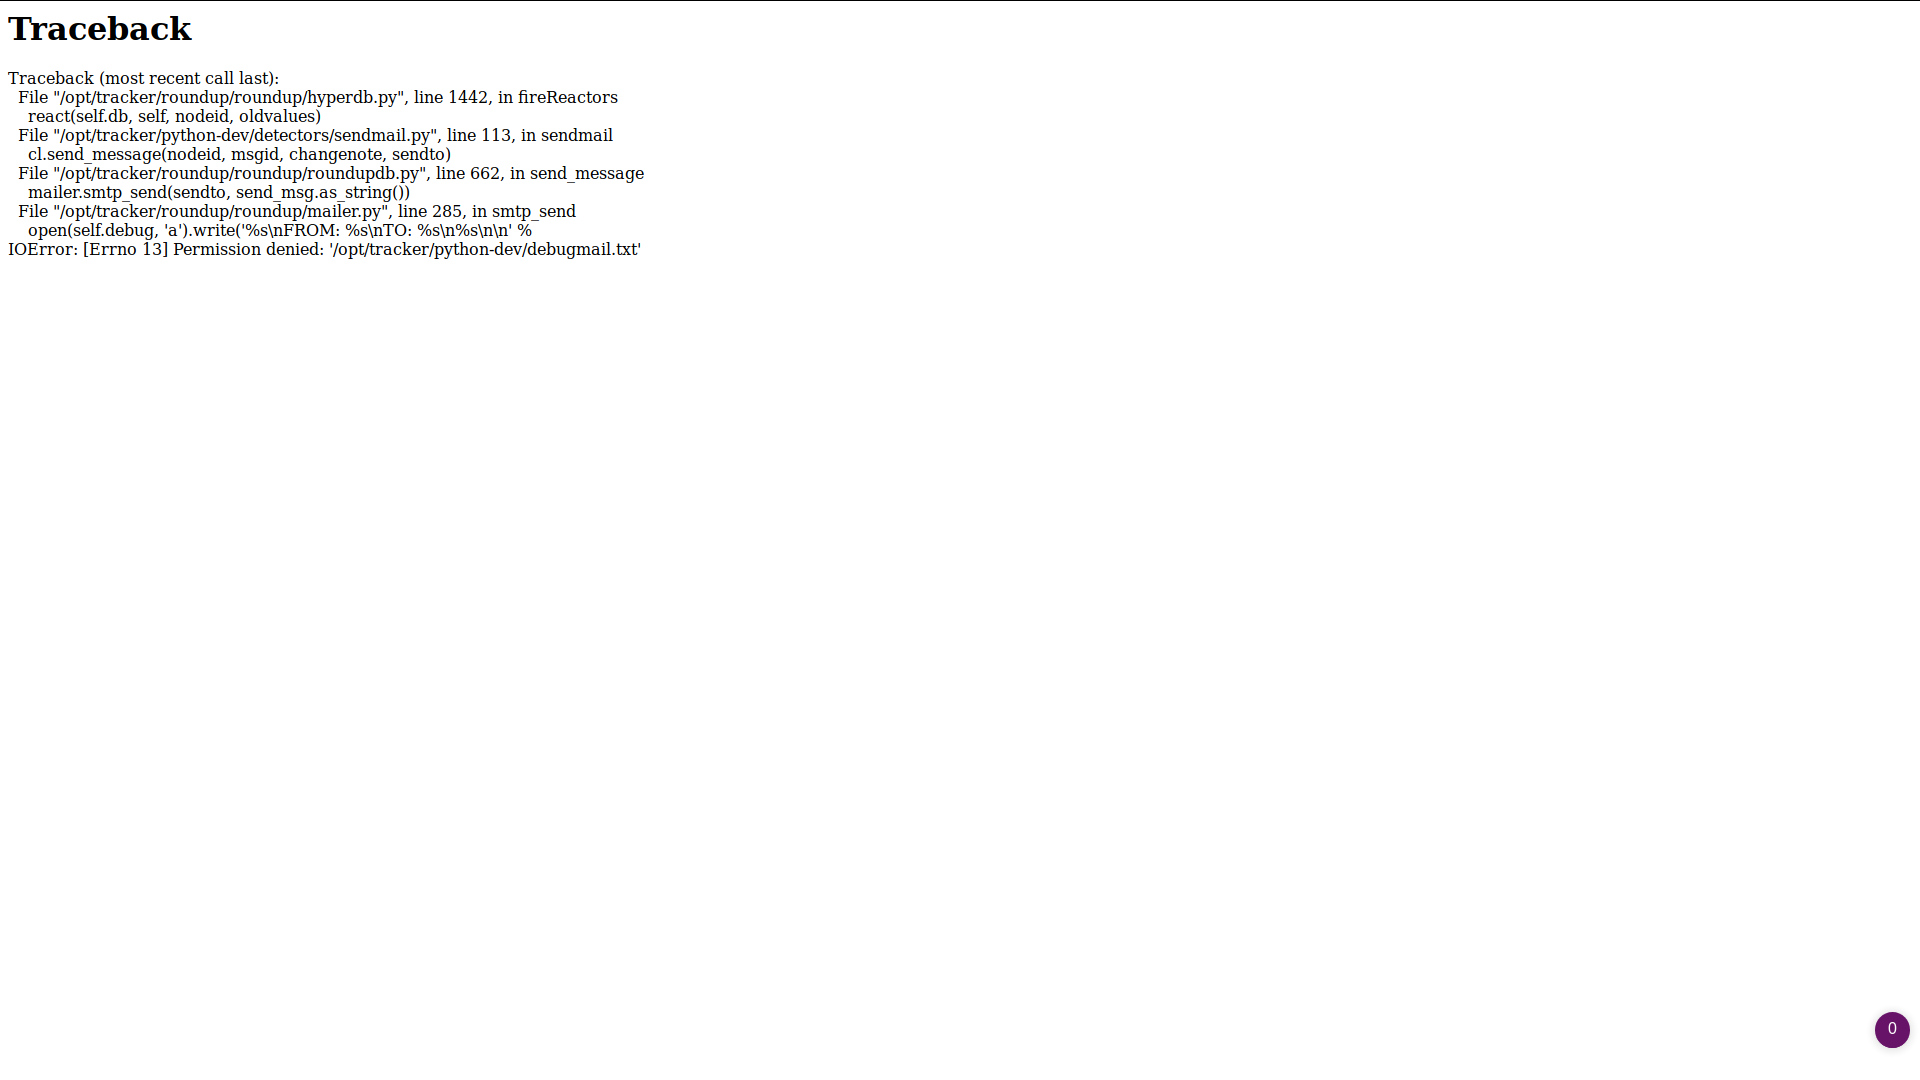 Traceback
Traceback (most recent call last):
File "/opt/tracker/roundup/roundup/hyperdb.py", line 1442, in fireReactors
react(self.db, self, nodeid, oldvalues)
File "/opt/tracker/python-dev/detectors/sendmail.py", line 113, in sendmail
cl.send_message(nodeid, msgid, changenote, sendto)
File "/opt/tracker/roundup/roundup/roundupdb.py", line 662, in send_message
mailer.smtp_send(sendto, send_msg.as_string())
File "/opt/tracker/roundup/roundup/mailer.py", line 285, in smtp_send
open(self.debug, 'a').write('%s\nFROM: %s\nTO: %s\n%s\n\n' %
IOError: [Errno 13] Permission denied: '/opt/tracker/python-dev/debugmail.txt'
0